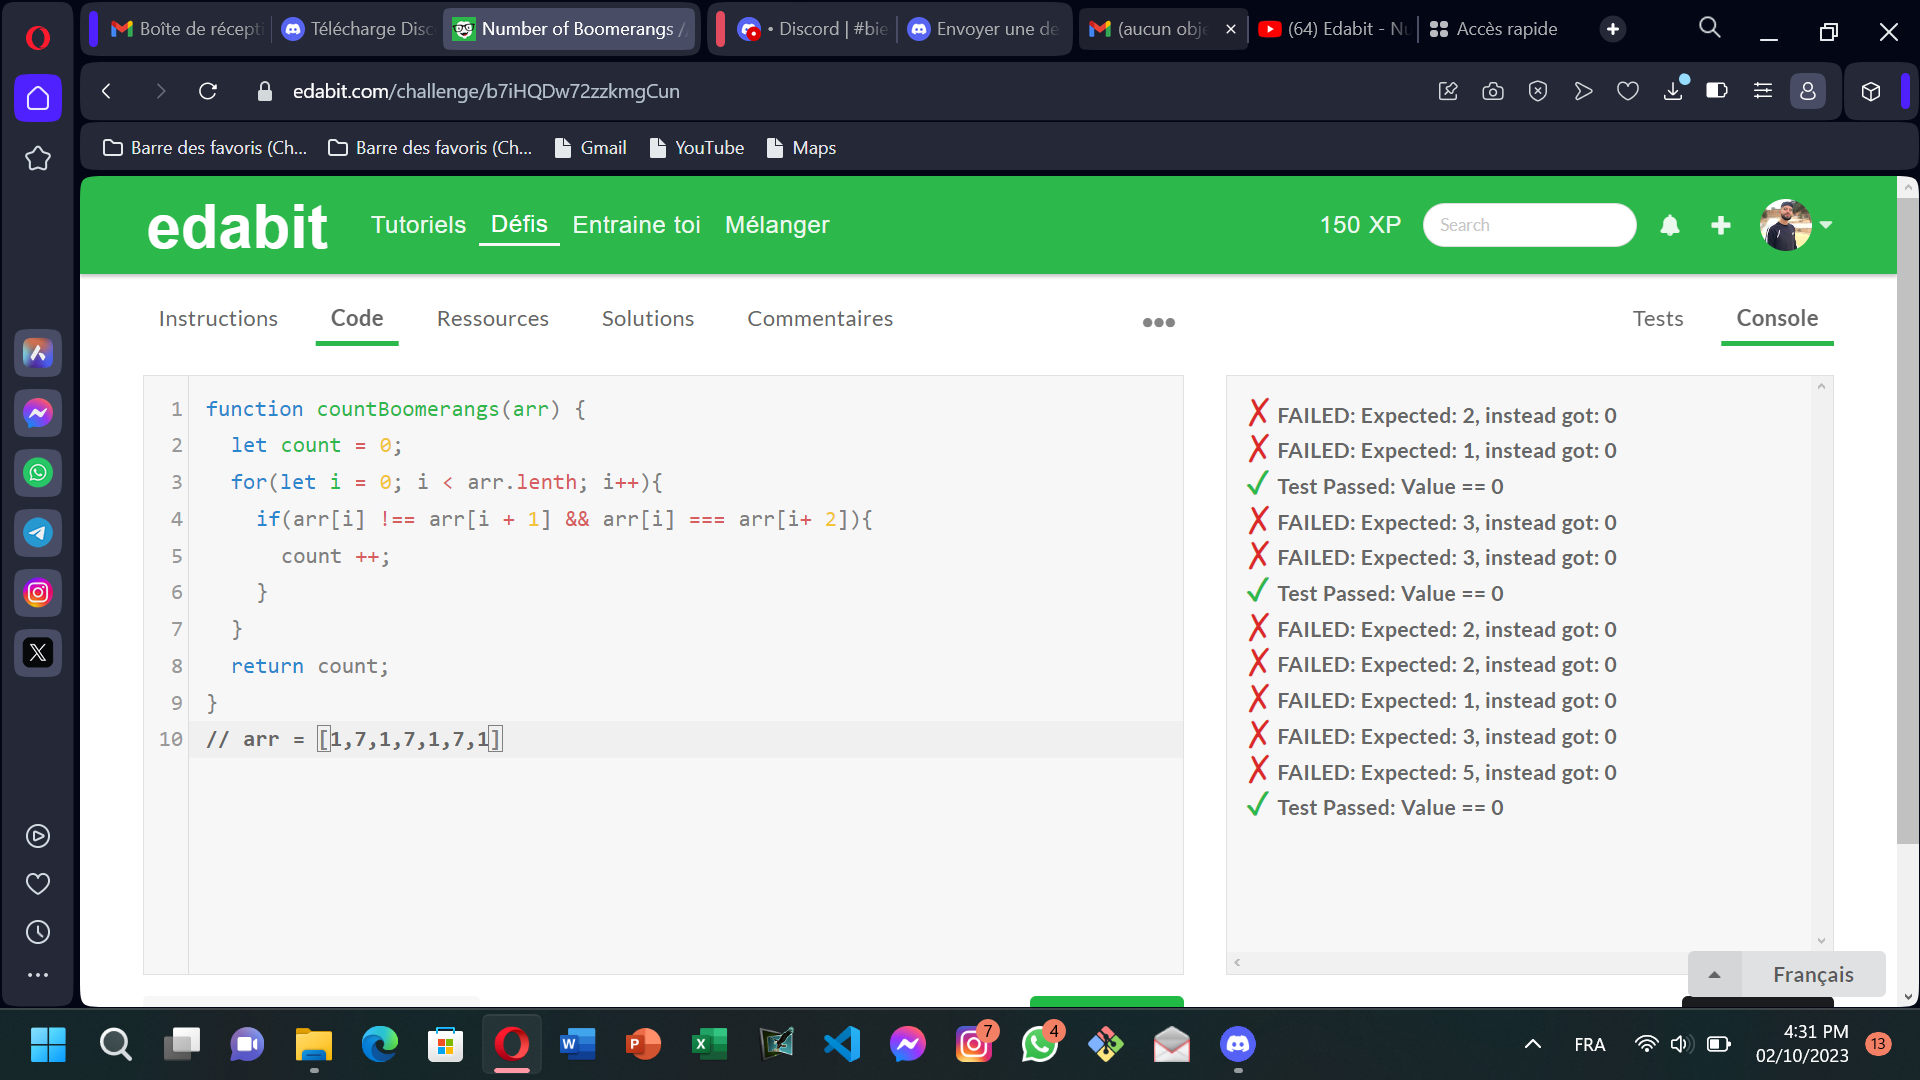 Boîte de récepti
Télécharge Disc
Number of Boomerangs /
• Discord | #bie
Envoyer une de
(aucun obje
(64) Edabit - Nu
Accès rapide
edabit.com/challenge/b7iHQDw72zzkmgCun
Barre des favoris (Ch...
Barre des favoris (Ch...
Gmail
YouTube
Maps
edabit
Tutoriels
Défis
Entraine toi
Mélanger
150 XP
Search
Instructions
Code
Ressources
Solutions
Commentaires
Tests
Console
1 function countBoomerangs(arr) {
2 let count = 0;
3 for(let i = 0; i < arr.lenth; i++){
4 if(arr[i] !== arr[i + 1] && arr[i] === arr[i+ 2]){
5 count ++;
6 }
7 }
8 return count;
9 }
10 // arr = [1,7,1,7,1,7,1]
✗ FAILED: Expected: 2, instead got: 0
✗ FAILED: Expected: 1, instead got: 0
✓ Test Passed: Value == 0
✗ FAILED: Expected: 3, instead got: 0
✗ FAILED: Expected: 3, instead got: 0
✓ Test Passed: Value == 0
✗ FAILED: Expected: 2, instead got: 0
✗ FAILED: Expected: 2, instead got: 0
✗ FAILED: Expected: 1, instead got: 0
✗ FAILED: Expected: 3, instead got: 0
✗ FAILED: Expected: 5, instead got: 0
✓ Test Passed: Value == 0
Français
7
4
FRA
4:31 PM
02/10/2023
13